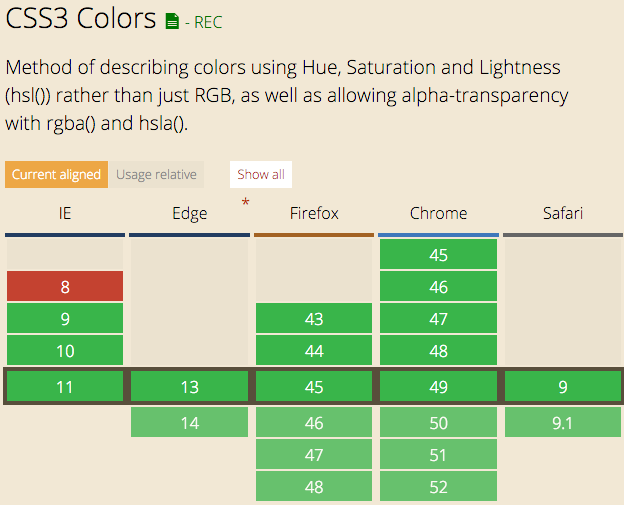 CSS3 Colors - REC
Method of describing colors using Hue, Saturation and Lightness
(hsl()) rather than just RGB, as well as allowing alpha-transparency
with rgba() and hsla().
Current aligned Usage relative Show all
IE Edge * Firefox Chrome Safari
45
8 46
9 43 47
10 44 48
11 13 45 49 9
14 46 50 9.1
47 51
48 52